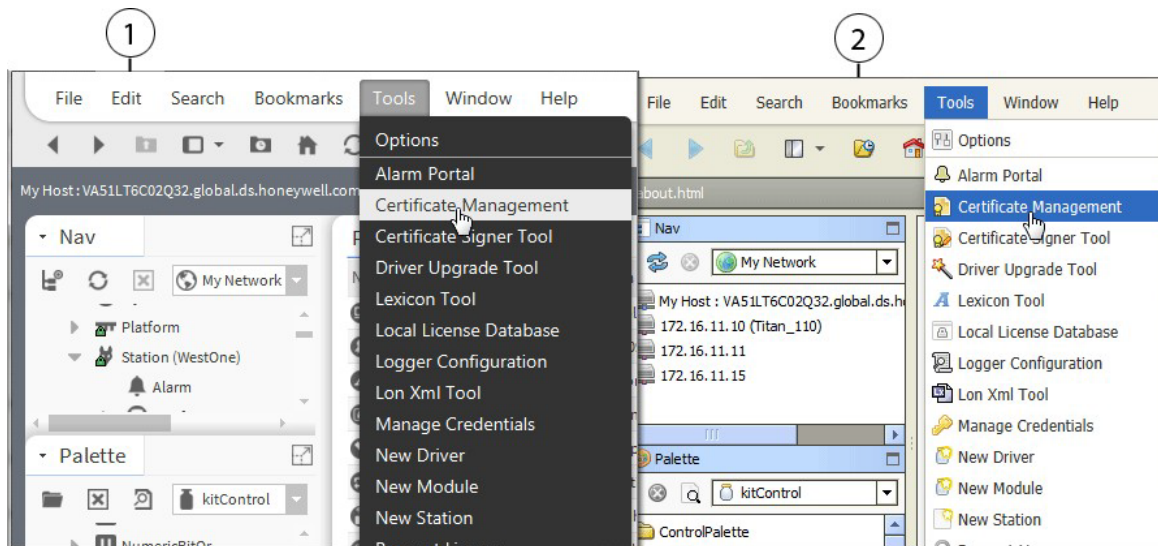 1
2
File Edit Search Bookmarks Tools Window Help
Options
Alarm Portal
My Host : VA51LT6C02Q32.global.ds.honeywell.com
Certificate Management
Nav
Certificate Signer Tool
My Network
Driver Upgrade Tool
Lexicon Tool
Platform
Local License Database
Station (WestOne)
Logger Configuration
Alarm
Lon Xml Tool
Manage Credentials
Palette
New Driver
kitControl
New Module
New Station
File Edit Search Bookmarks Tools Window Help
Options
Alarm Portal
about.html
Certificate Management
Nav
Certificate Signer Tool
My Network
Driver Upgrade Tool
My Host : VA51LT6C02Q32.global.ds.h
Lexicon Tool
172.16.11.10 (Titan_110)
Local License Database
172.16.11.11
Logger Configuration
172.16.11.15
Lon Xml Tool
Manage Credentials
Palette
New Driver
kitControl
New Module
New Station
ControlPalette